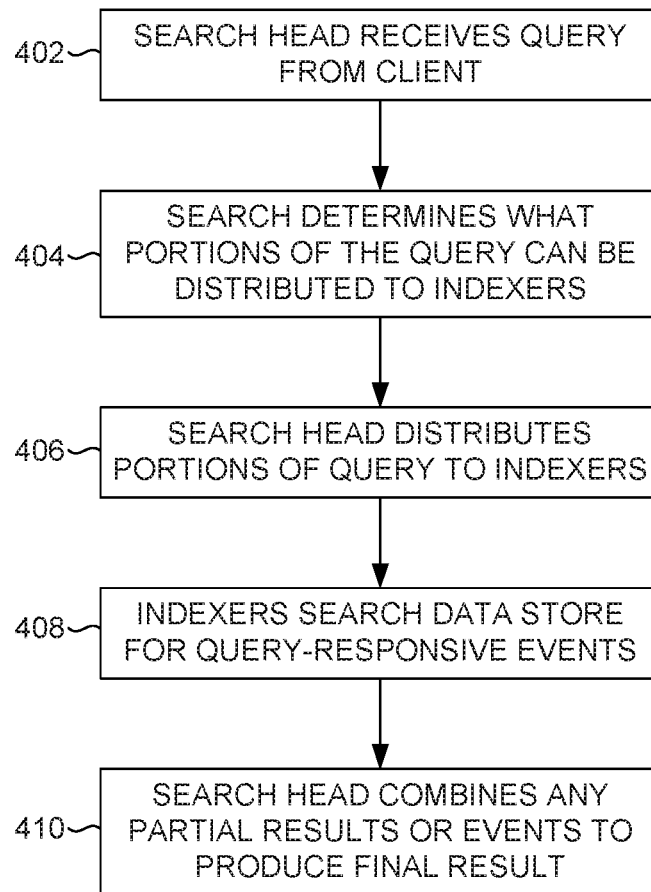 402
SEARCH HEAD RECEIVES QUERY
FROM CLIENT
404
SEARCH DETERMINES WHAT
PORTIONS OF THE QUERY CAN BE
DISTRIBUTED TO INDEXERS
406
SEARCH HEAD DISTRIBUTES
PORTIONS OF QUERY TO INDEXERS
408
INDEXERS SEARCH DATA STORE
FOR QUERY-RESPONSIVE EVENTS
410
SEARCH HEAD COMBINES ANY
PARTIAL RESULTS OR EVENTS TO
PRODUCE FINAL RESULT